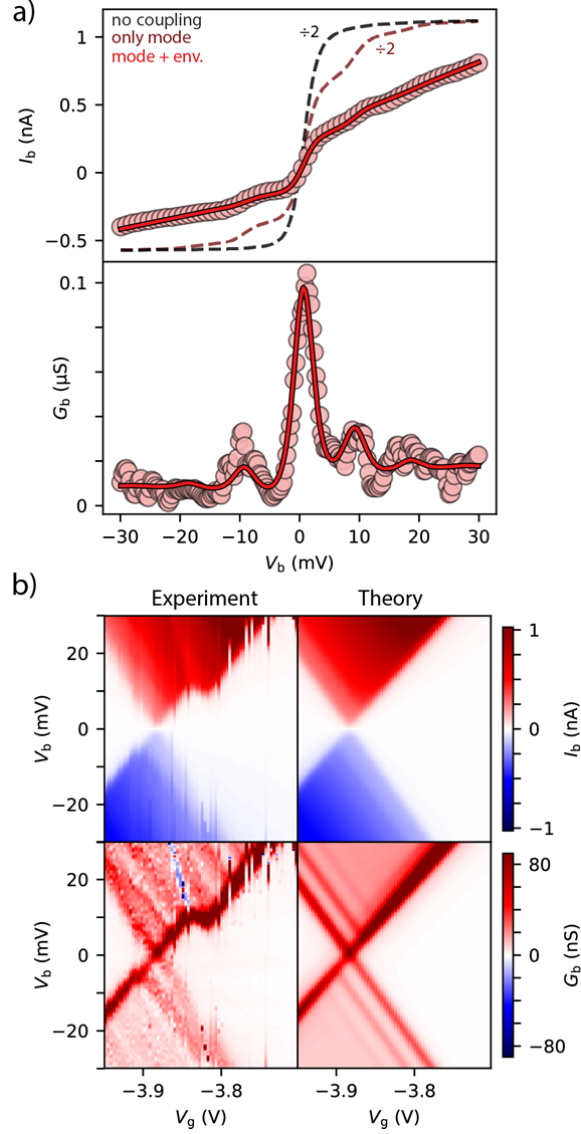 a)
no coupling
only mode
mode + env.
÷2
÷2
1
0.5
0
−0.5
I_b (nA)
0.1
0
G_b (μS)
−30 −20 −10 0 10 20 30
V_b (mV)
b)
Experiment Theory
20
0
−20
V_b (mV)
1
0
−1
I_b (nA)
20
0
−20
V_b (mV)
80
40
0
−40
−80
G_b (nS)
−3.9 −3.8 −3.9 −3.8
V_g (V) V_g (V)